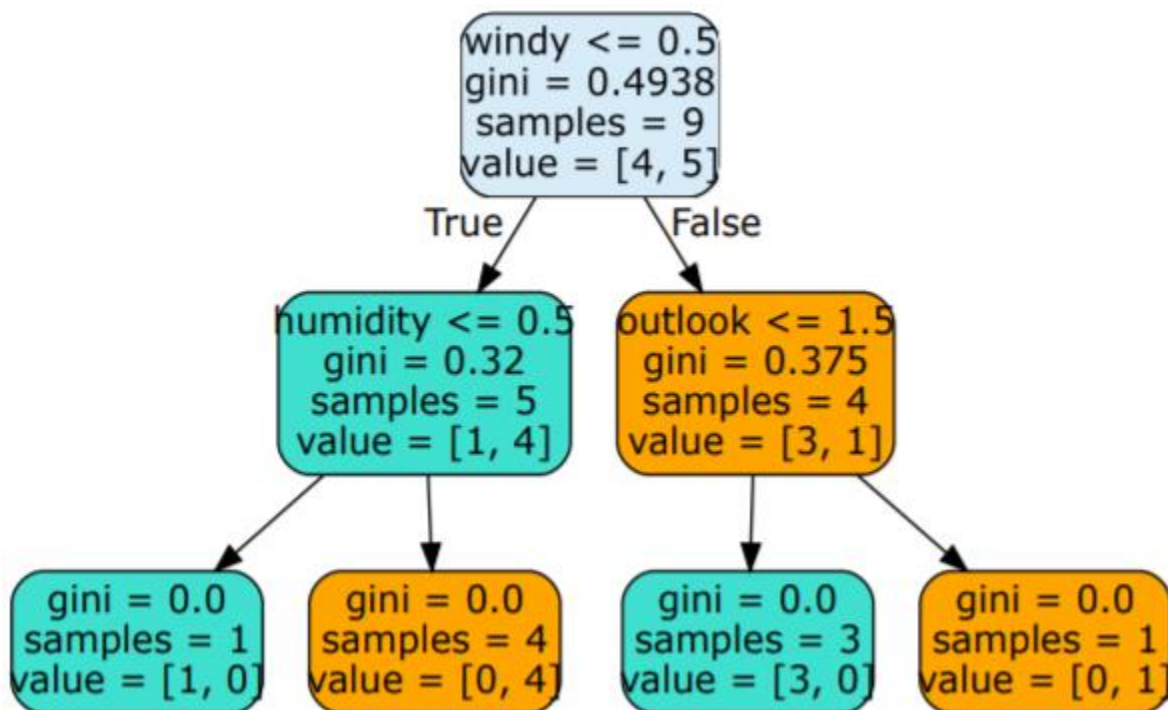 windy <= 0.5
gini = 0.4938
samples = 9
value = [4, 5]
True
False
humidity <= 0.5
gini = 0.32
samples = 5
value = [1, 4]
outlook <= 1.5
gini = 0.375
samples = 4
value = [3, 1]
gini = 0.0
samples = 1
value = [1, 0]
gini = 0.0
samples = 4
value = [0, 4]
gini = 0.0
samples = 3
value = [3, 0]
gini = 0.0
samples = 1
value = [0, 1]